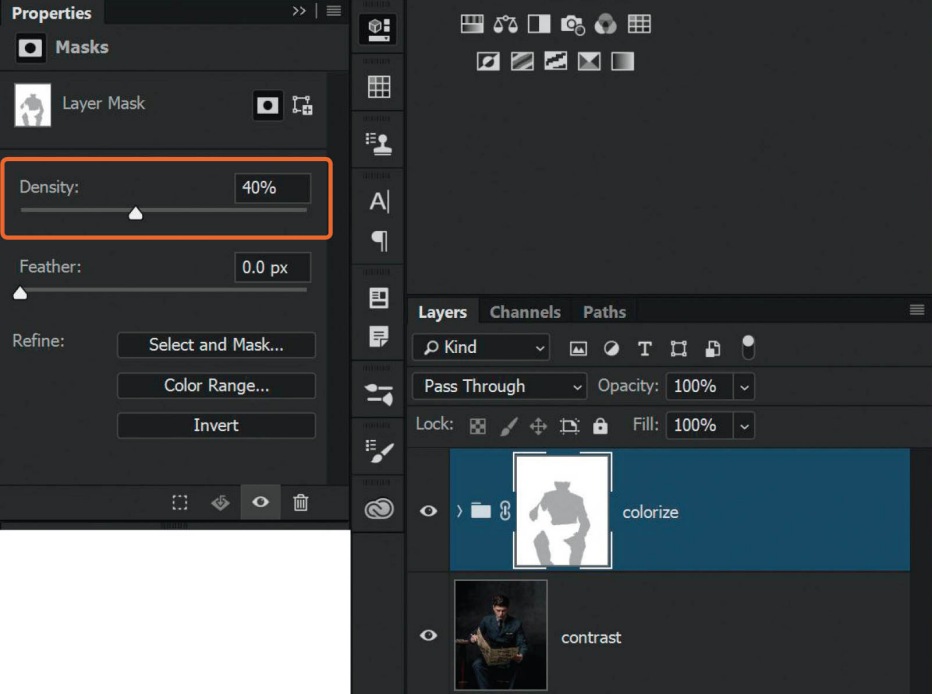 Properties
Masks
Layer Mask
Density:
40%
Feather:
0.0 px
Refine:
Select and Mask...
Color Range...
Invert
Layers Channels Paths
Kind
Pass Through
Opacity: 100%
Lock:
Fill: 100%
colorize
contrast